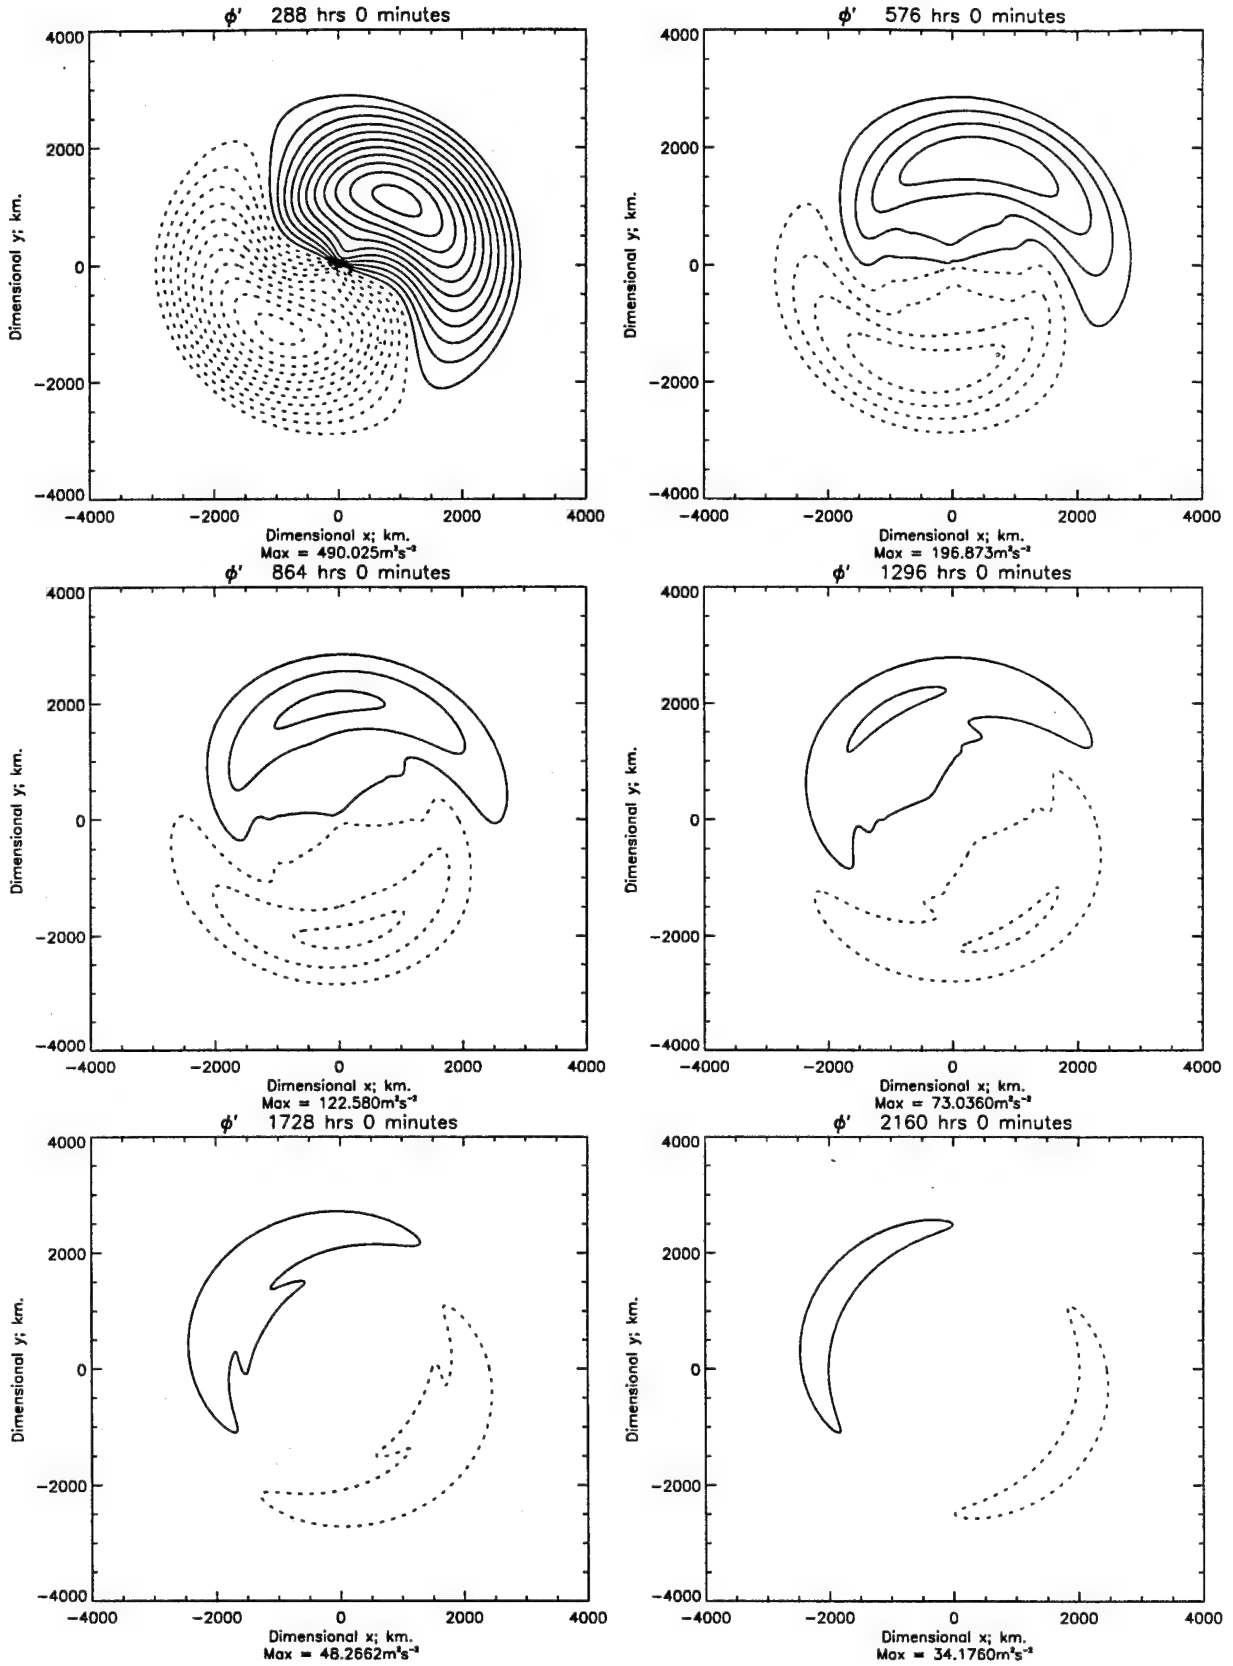 ϕ' 288 hrs 0 minutes
4000
2000
0
−2000
−4000
Dimensional y; km.
−4000 −2000 0 2000 4000
Dimensional x; km.
Max = 490.025m²s⁻²
ϕ' 576 hrs 0 minutes
4000
2000
0
−2000
−4000
Dimensional y; km.
−4000 −2000 0 2000 4000
Dimensional x; km.
Max = 196.873m²s⁻²
ϕ' 864 hrs 0 minutes
4000
2000
0
−2000
−4000
Dimensional y; km.
−4000 −2000 0 2000 4000
Dimensional x; km.
Max = 122.580m²s⁻²
ϕ' 1296 hrs 0 minutes
4000
2000
0
−2000
−4000
Dimensional y; km.
−4000 −2000 0 2000 4000
Dimensional x; km.
Max = 73.0360m²s⁻²
ϕ' 1728 hrs 0 minutes
4000
2000
0
−2000
−4000
Dimensional y; km.
−4000 −2000 0 2000 4000
Dimensional x; km.
Max = 48.2662m²s⁻²
ϕ' 2160 hrs 0 minutes
4000
2000
0
−2000
−4000
Dimensional y; km.
−4000 −2000 0 2000 4000
Dimensional x; km.
Max = 34.1760m²s⁻²